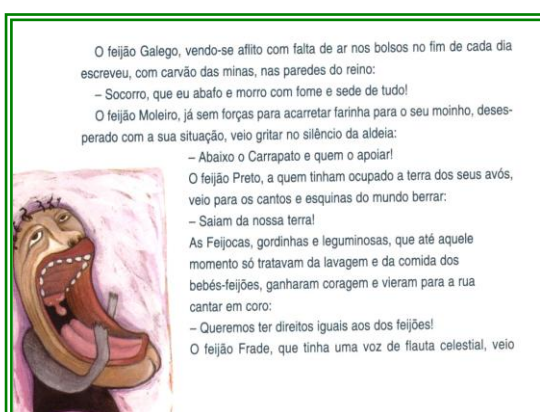 O feijão Galego, vendo-se aflito com falta de ar nos bolsos no fim de cada dia
escreveu, com carvão das minas, nas paredes do reino:
– Socorro, que eu abafo e morro com fome e sede de tudo!
O feijão Moleiro, já sem forças para acarretar farinha para o seu moinho, deses-
perado com a sua situação, veio gritar no silêncio da aldeia:
– Abaixo o Carrapato e quem o apoiar!
O feijão Preto, a quem tinham ocupado a terra dos seus avós,
veio para os cantos e esquinas do mundo berrar:
– Saiam da nossa terra!
As Feijocas, gordinhas e leguminosas, que até aquele
momento só tratavam da lavagem e da comida dos
bebés-feijões, ganharam coragem e vieram para a rua
cantar em coro:
– Queremos ter direitos iguais aos dos feijões!
O feijão Frade, que tinha uma voz de flauta celestial, veio